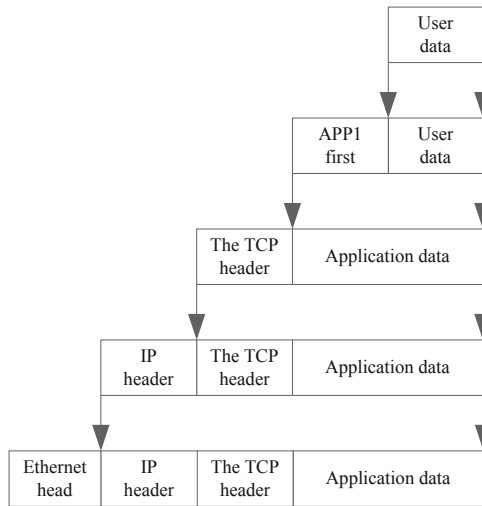 User
data
APP1
first
User
data
The TCP
header
Application data
IP
header
The TCP
header
Application data
Ethernet
head
IP
header
The TCP
header
Application data